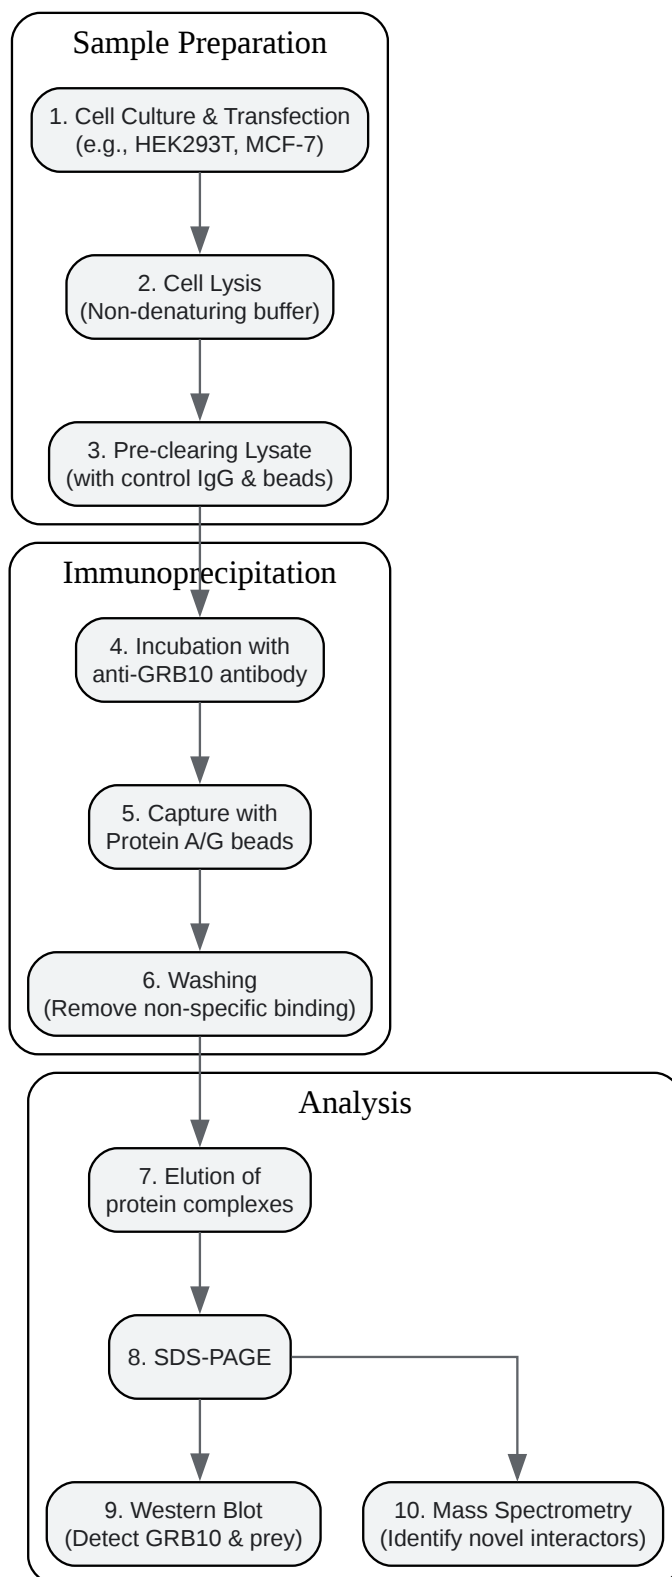 Sample Preparation
1. Cell Culture & Transfection
(e.g., HEK293T, MCF-7)
2. Cell Lysis
(Non-denaturing buffer)
3. Pre-clearing Lysate
(with control IgG & beads)
Immunoprecipitation
4. Incubation with
anti-GRB10 antibody
5. Capture with
Protein A/G beads
6. Washing
(Remove non-specific binding)
Analysis
7. Elution of
protein complexes
8. SDS-PAGE
9. Western Blot
(Detect GRB10 & prey)
10. Mass Spectrometry
(Identify novel interactors)